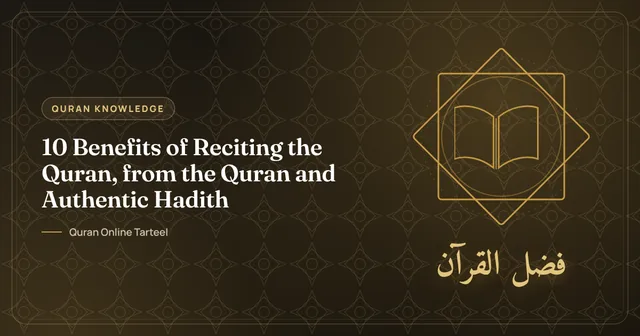 QURAN KNOWLEDGE
10 Benefits of Reciting the
Quran, from the Quran and
Authentic Hadith
Quran Online Tarteel
فضل القرآن